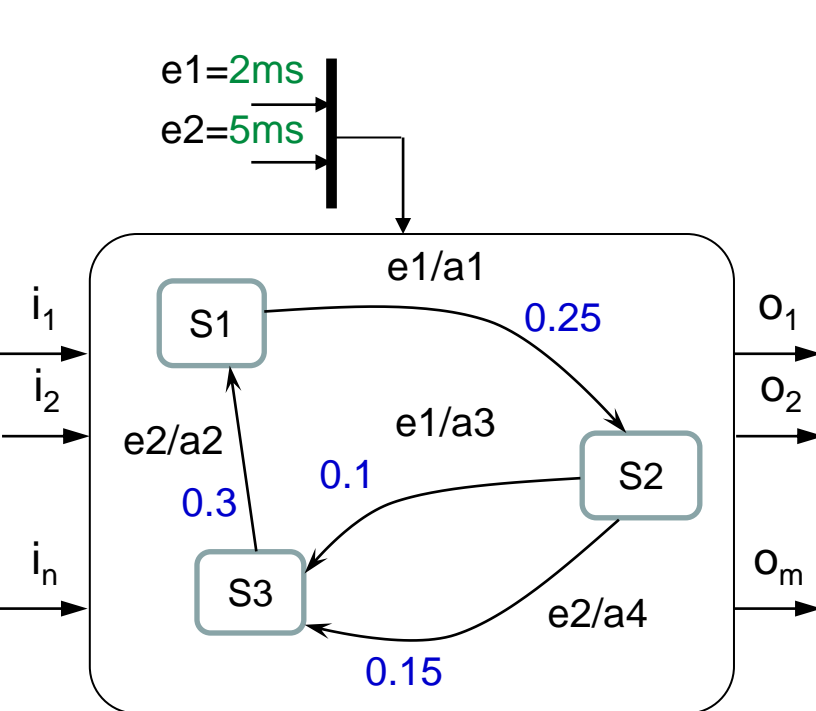 e1=2ms
e2=5ms
e1/a1
i1
S1
0.25
o1
i2
o2
e2/a2
e1/a3
0.1
S2
0.3
in
S3
om
e2/a4
0.15